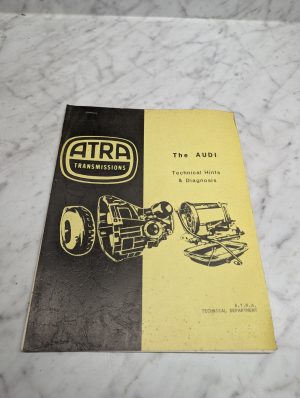 ATRA
TRANSMISSIONS
The AUDI
Technical Hints
& Diagnosis
A.T.R.A.
TECHNICAL DEPARTMENT